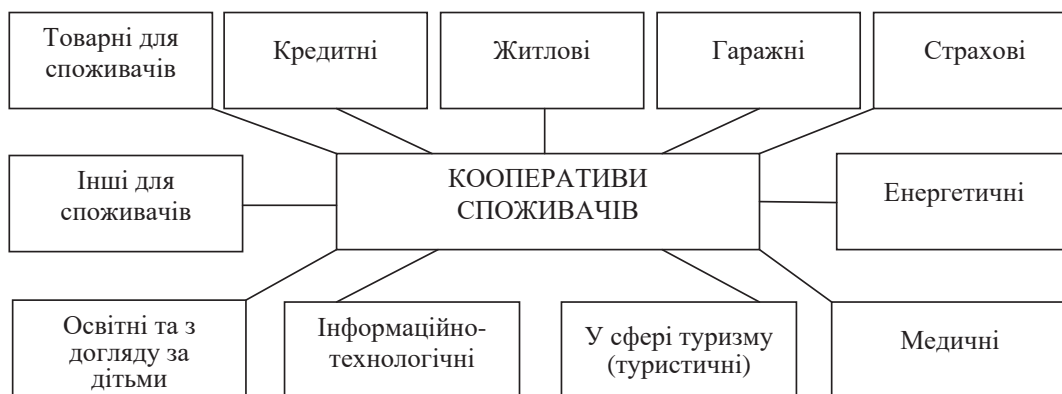 Товарні для
споживачів
Кредитні
Житлові
Гаражні
Страхові
Інші для
споживачів
КООПЕРАТИВИ
СПОЖИВАЧІВ
Енергетичні
Освітні та з
догляду за
дітьми
Інформаційно-
технологічні
У сфері туризму
(туристичні)
Медичні